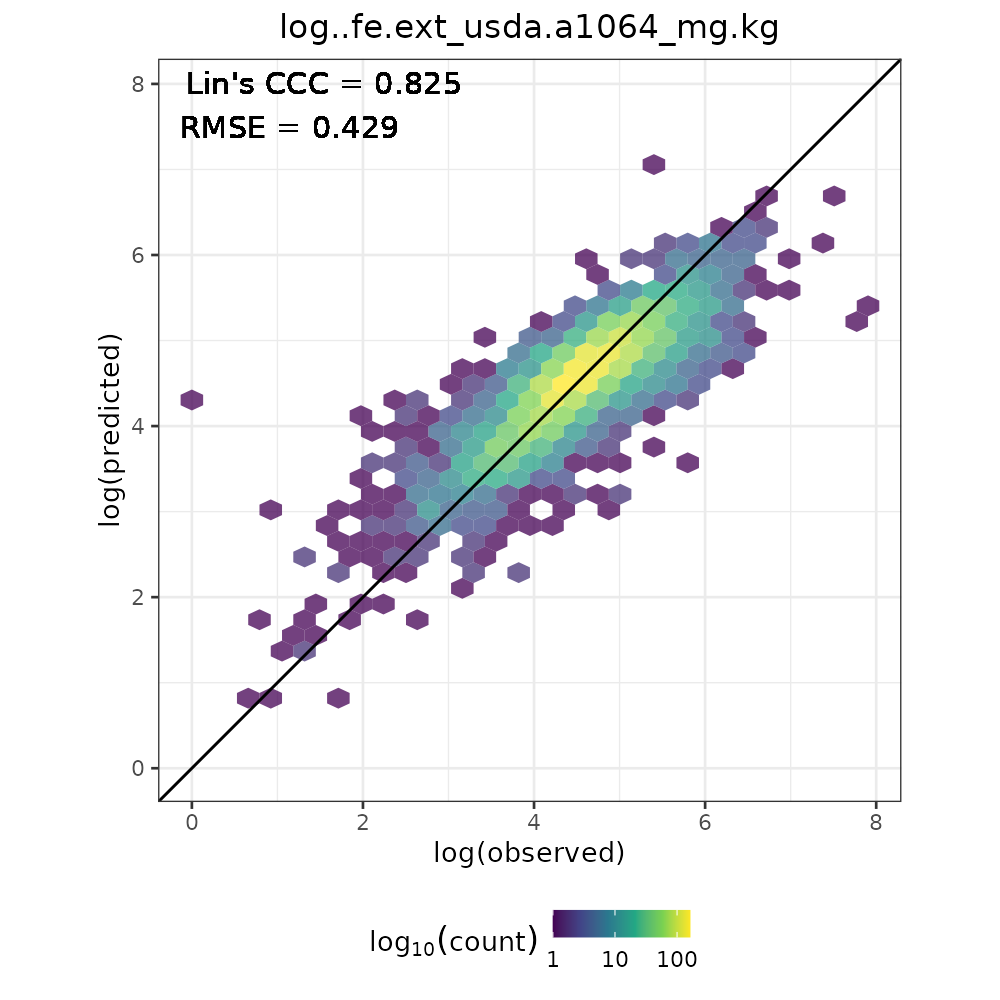 log..fe.ext_usda.a1064_mg.kg
Lin's CCC = 0.825
RMSE = 0.429
8
6
4
2
0
log(predicted)
0 2 4 6 8
log(observed)
log10(count)
1 10 100